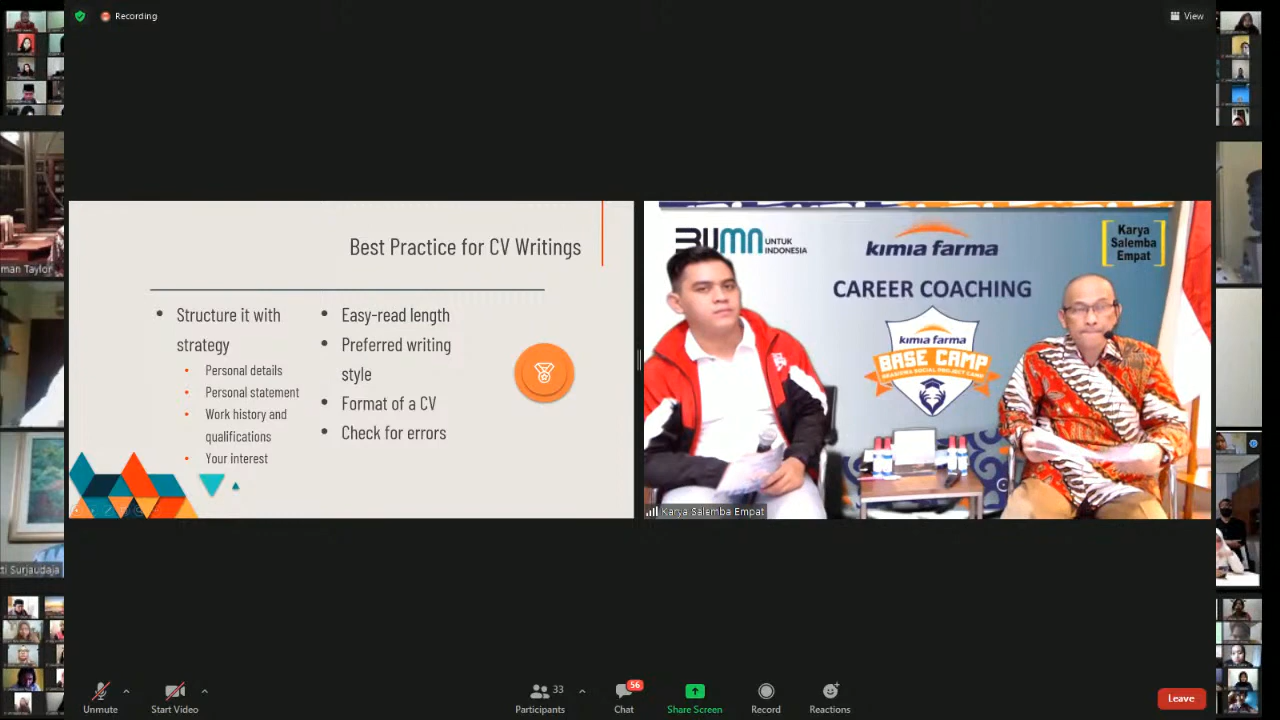 Recording
View
man Taylor
ti Surjaudaja
Best Practice for CV Writings
• Structure it with
strategy
• Personal details
• Personal statement
• Work history and
qualifications
• Your interest
• Easy-read length
• Preferred writing
style
• Format of a CV
• Check for errors
BUMN
UNTUK
INDONESIA
kimia farma
Karya
Salemba
Empat
CAREER COACHING
kimia farma
BASE CAMP
Karya Salemba Empat
Unmute
Start Video
33
Participants
56
Chat
Share Screen
Record
Reactions
Leave